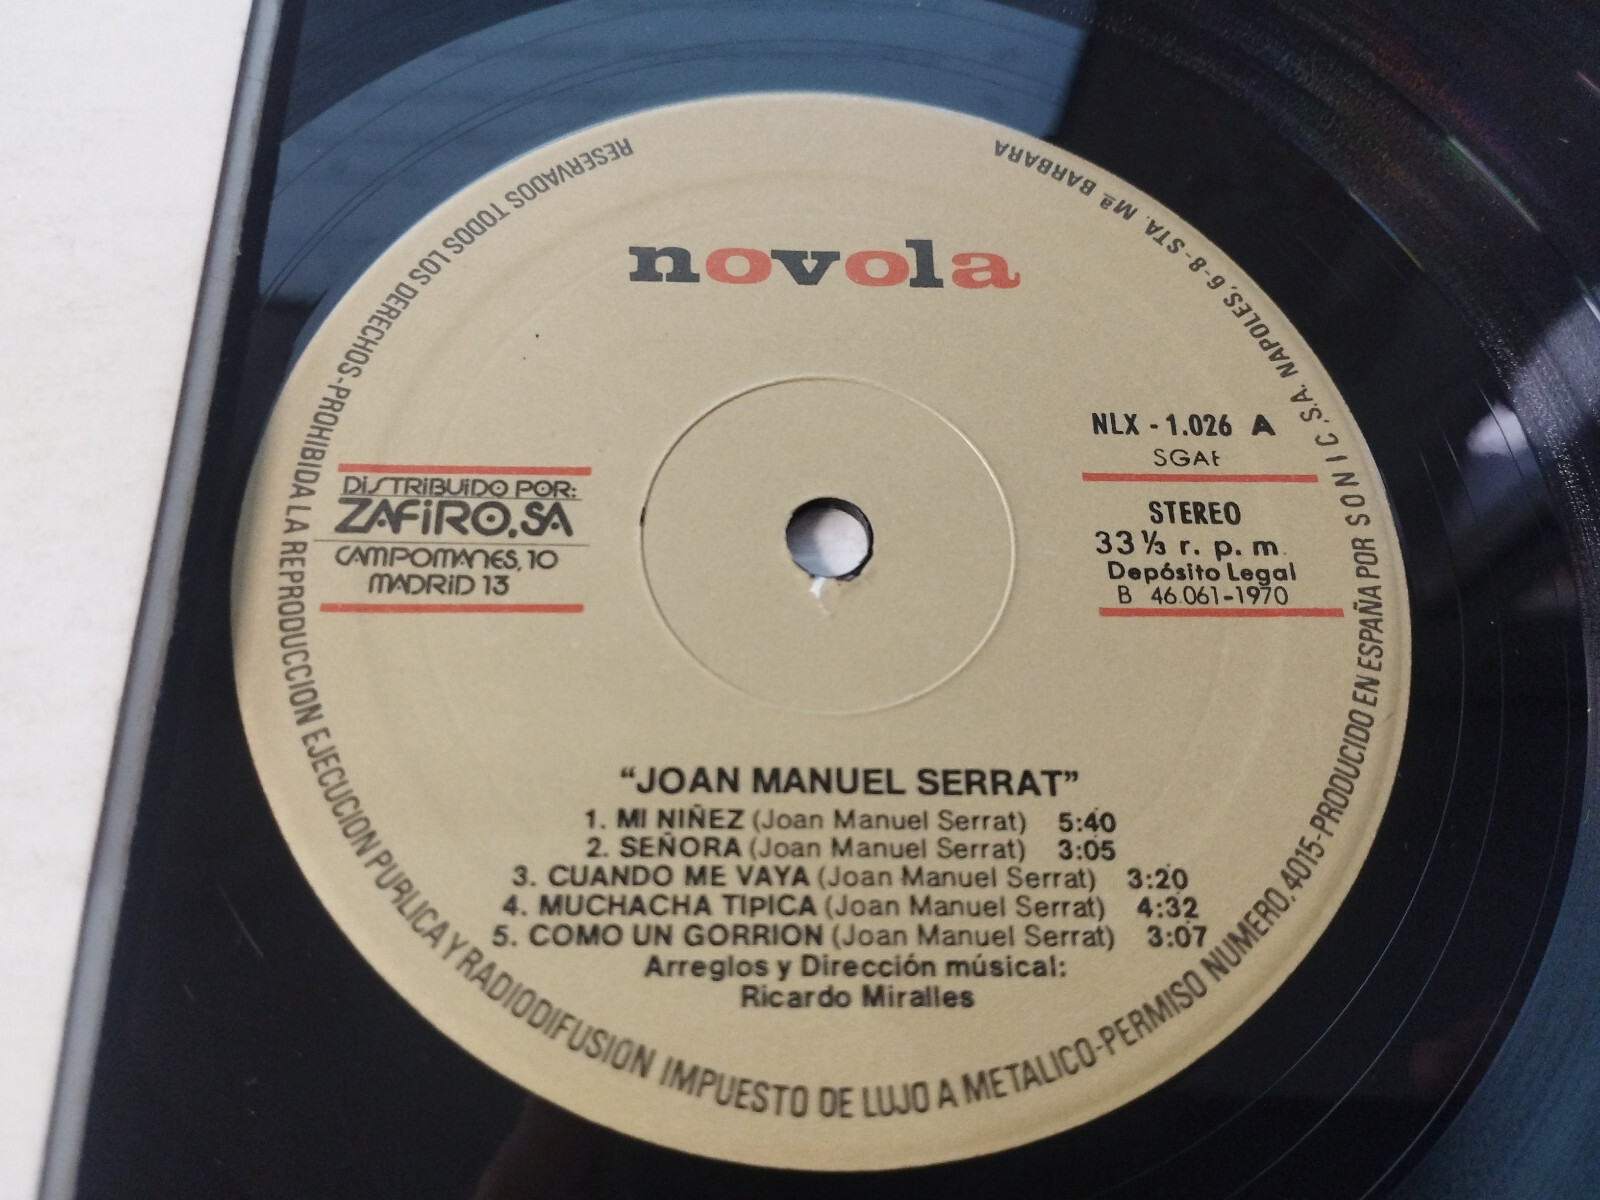 novola
NLX - 1.026 A
SGAE
STEREO
33 ⅓ r. p. m.
Depósito Legal
B 46.061-1970
DISTRIBUIDO POR:
ZAFIRO, SA
CAMPOMANES, 10
MADRID 13
"JOAN MANUEL SERRAT"
1. MI NIÑEZ (Joan Manuel Serrat) 5:40
2. SEÑORA (Joan Manuel Serrat) 3:05
3. CUANDO ME VAYA (Joan Manuel Serrat) 3:20
4. MUCHACHA TIPICA (Joan Manuel Serrat) 4:32
5. COMO UN GORRION (Joan Manuel Serrat) 3:07
Arreglos y Dirección músical:
Ricardo Miralles
RESERVADOS TODOS LOS DERECHOS-PROHIBIDA LA REPRODUCCION EJECUCION PUBLICA Y RADIODIFUSION IMPUESTO DE LUJO A METALICO-PERMISO NUMERO, 4015-PRODUCIDO EN ESPAÑA POR SONIC, S.A. NAPOLES, 6-8-STA. Mª BARBARA